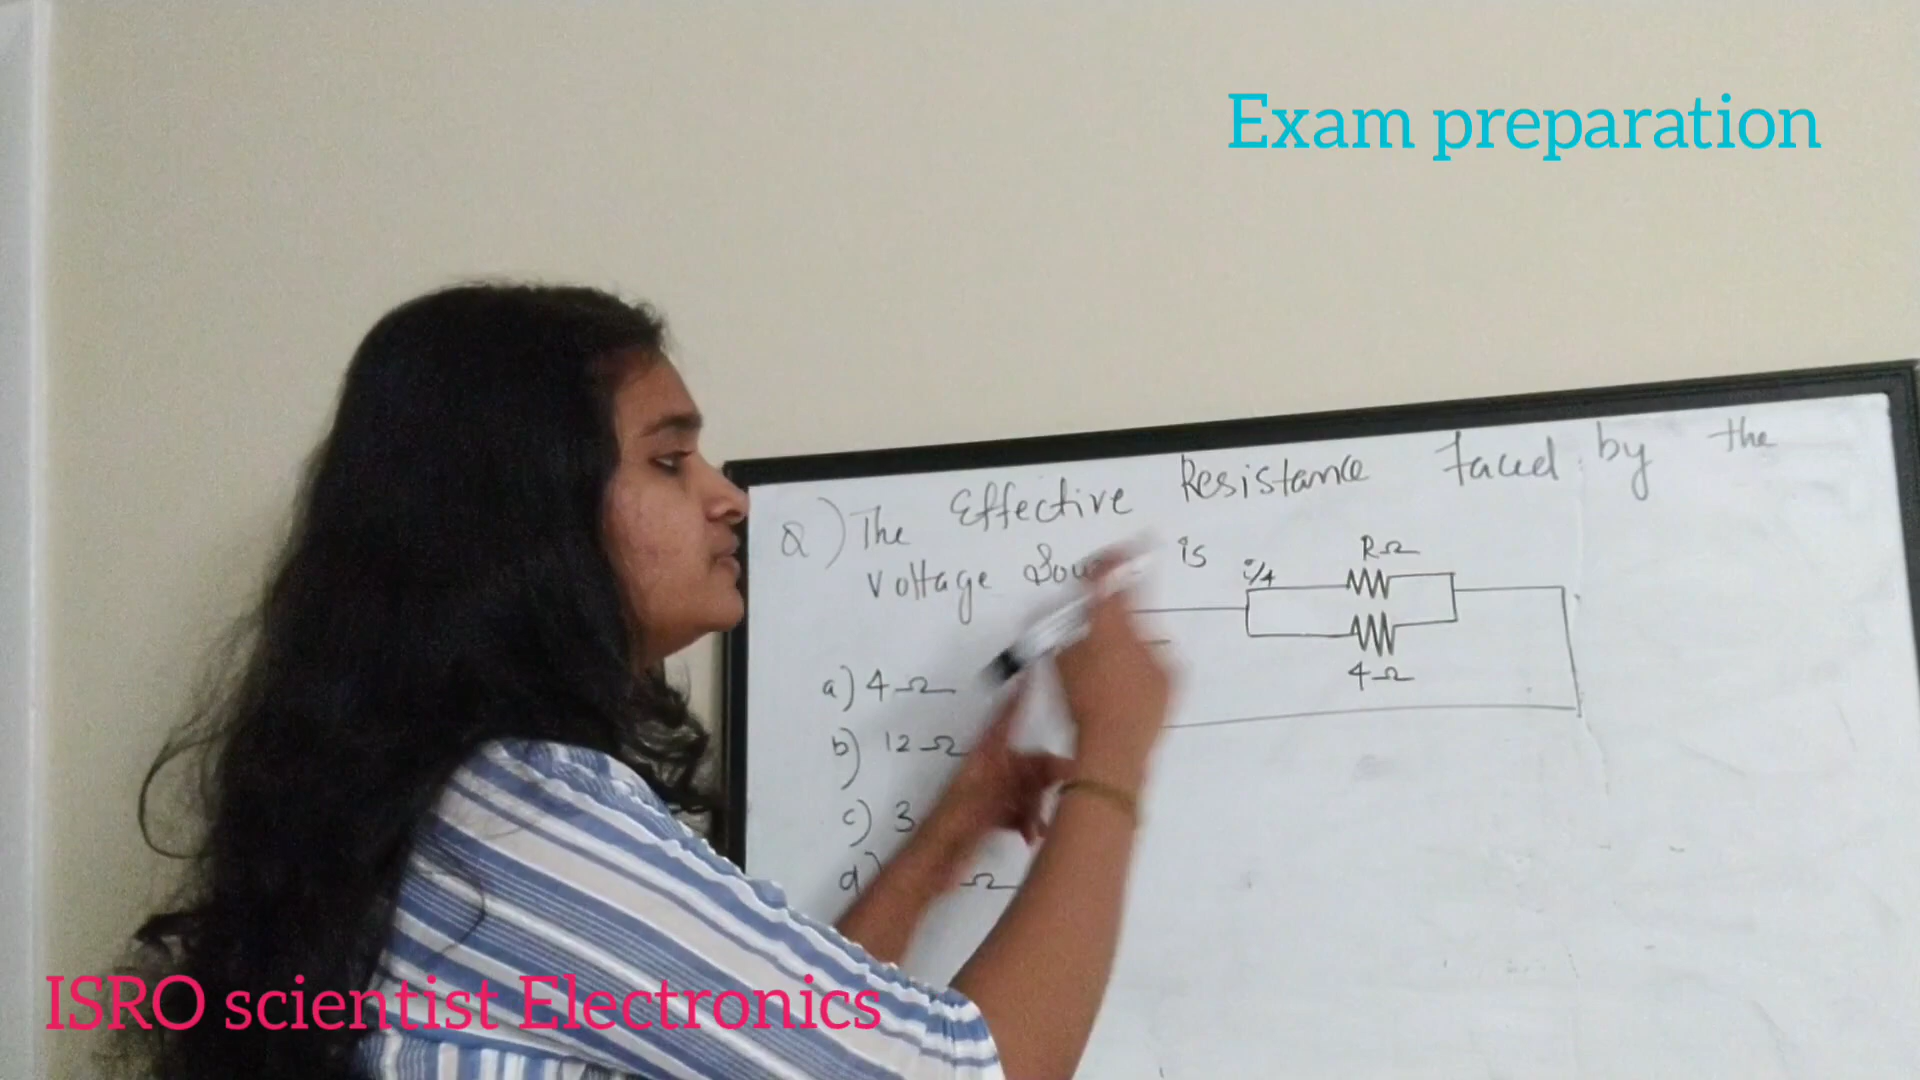 Exam preparation
Q) The Effective Resistance faced by the
Voltage is
i/4
RΩ
4Ω
a) 4Ω
b) 12Ω
c) 3
d) Ω
ISRO scientist Electronics